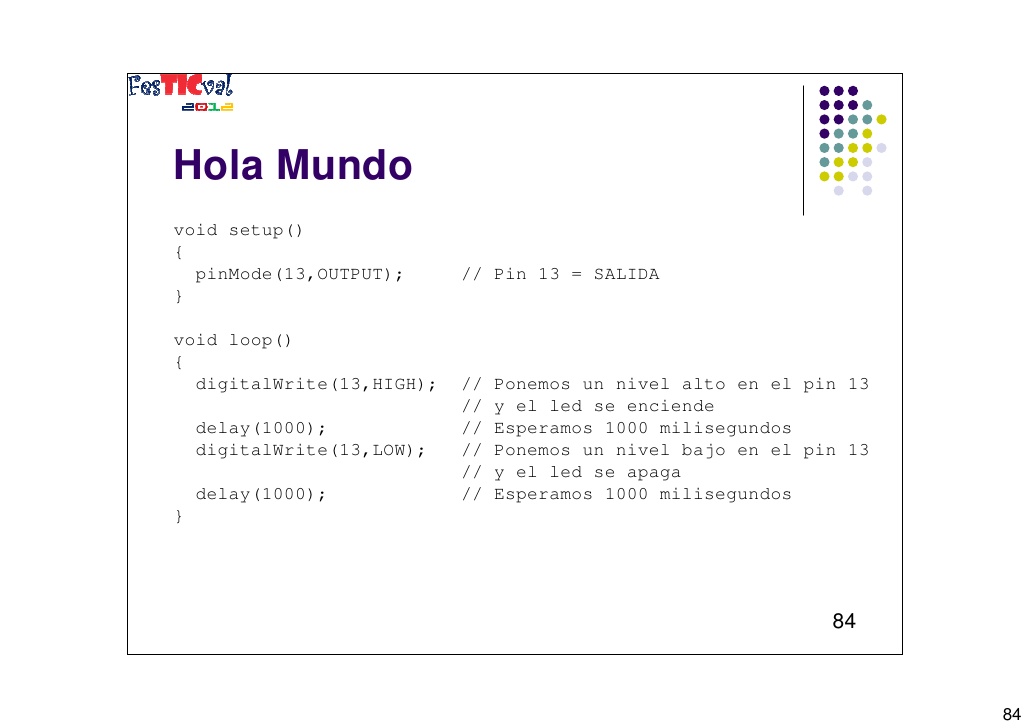 FesTICval
2012
Hola Mundo
void setup()
{
  pinMode(13,OUTPUT);     // Pin 13 = SALIDA
}
void loop()
{
  digitalWrite(13,HIGH);  // Ponemos un nivel alto en el pin 13
                          // y el led se enciende
  delay(1000);            // Esperamos 1000 milisegundos
  digitalWrite(13,LOW);   // Ponemos un nivel bajo en el pin 13
                          // y el led se apaga
  delay(1000);            // Esperamos 1000 milisegundos
}
84
84